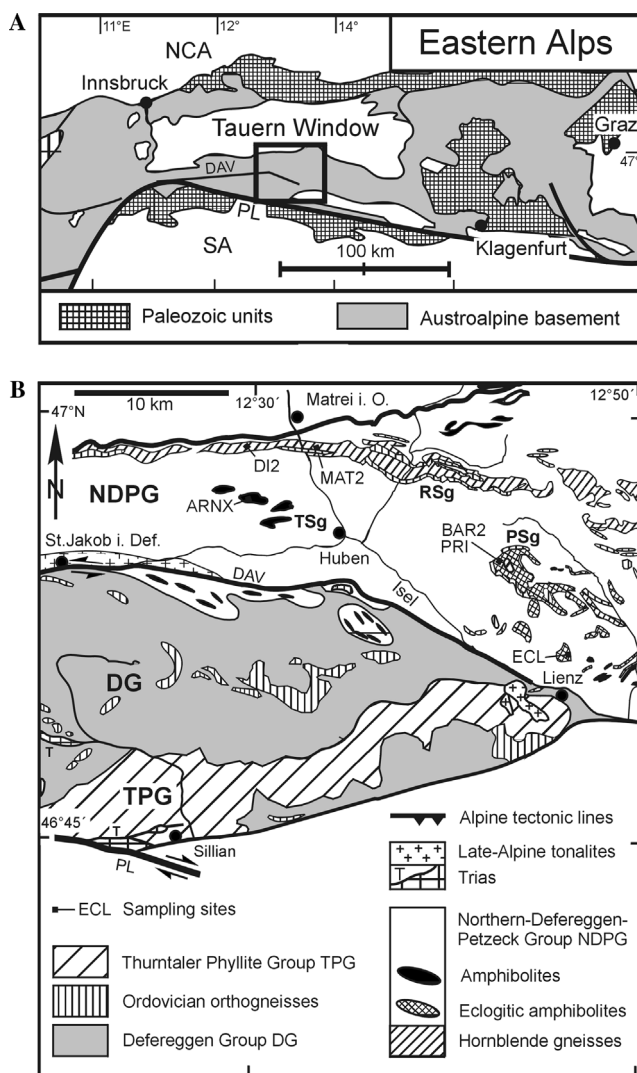 A
11°E
12°
14°
NCA
Eastern Alps
Innsbruck
Tauern Window
Graz
47°
DAV
PL
SA
Klagenfurt
100 km
Paleozoic units
Austroalpine basement
B
10 km
47°N
12°30´
Matrei i. O.
12°50´
N
DI2
MAT2
NDPG
RSg
ARNX
TSg
BAR2
PRI
PSg
St.Jakob i. Def.
Huben
DAV
Isel
ECL
Lienz
DG
T
TPG
46°45´
T
Sillian
PL
Alpine tectonic lines
Late-Alpine tonalites
T
Trias
ECL Sampling sites
Northern-Defereggen-
Petzeck Group NDPG
Thurntaler Phyllite Group TPG
Amphibolites
Ordovician orthogneisses
Eclogitic amphibolites
Defereggen Group DG
Hornblende gneisses